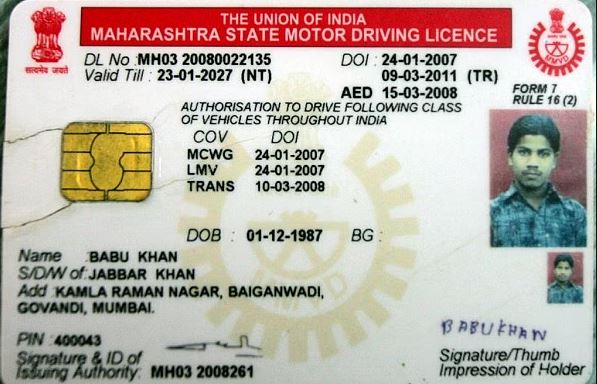 THE UNION OF INDIA
MAHARASHTRA STATE MOTOR DRIVING LICENCE
सत्यमेव जयते
DL No : MH03 20080022135 DOI : 24-01-2007
Valid Till : 23-01-2027 (NT) 09-03-2011 (TR)
AED 15-03-2008
FORM 7
RULE 16 (2)
AUTHORISATION TO DRIVE FOLLOWING CLASS
OF VEHICLES THROUGHOUT INDIA
COV DOI
MCWG 24-01-2007
LMV 24-01-2007
TRANS 10-03-2008
DOB : 01-12-1987 BG :
Name : BABU KHAN
S/D/W of : JABBAR KHAN
Add : KAMLA RAMAN NAGAR, BAIGANWADI,
GOVANDI, MUMBAI.
PIN : 400043
Signature & ID of
Issuing Authority: MH03 2008261
BABUKHAN
Signature/Thumb
Impression of Holder
MMVD
MMVD